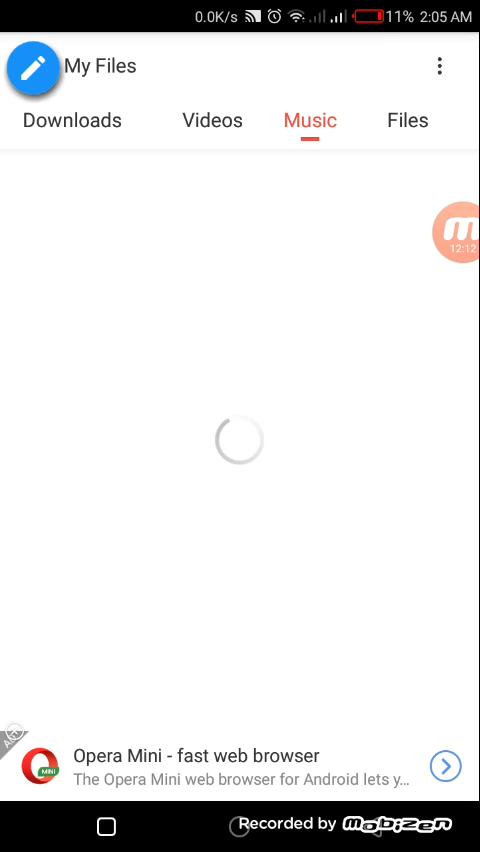 0.0K/s 11% 2:05 AM
My Files
Downloads Videos Music Files
12:12
Opera Mini - fast web browser
MINI
The Opera Mini web browser for Android lets y...
Recorded by mobizen